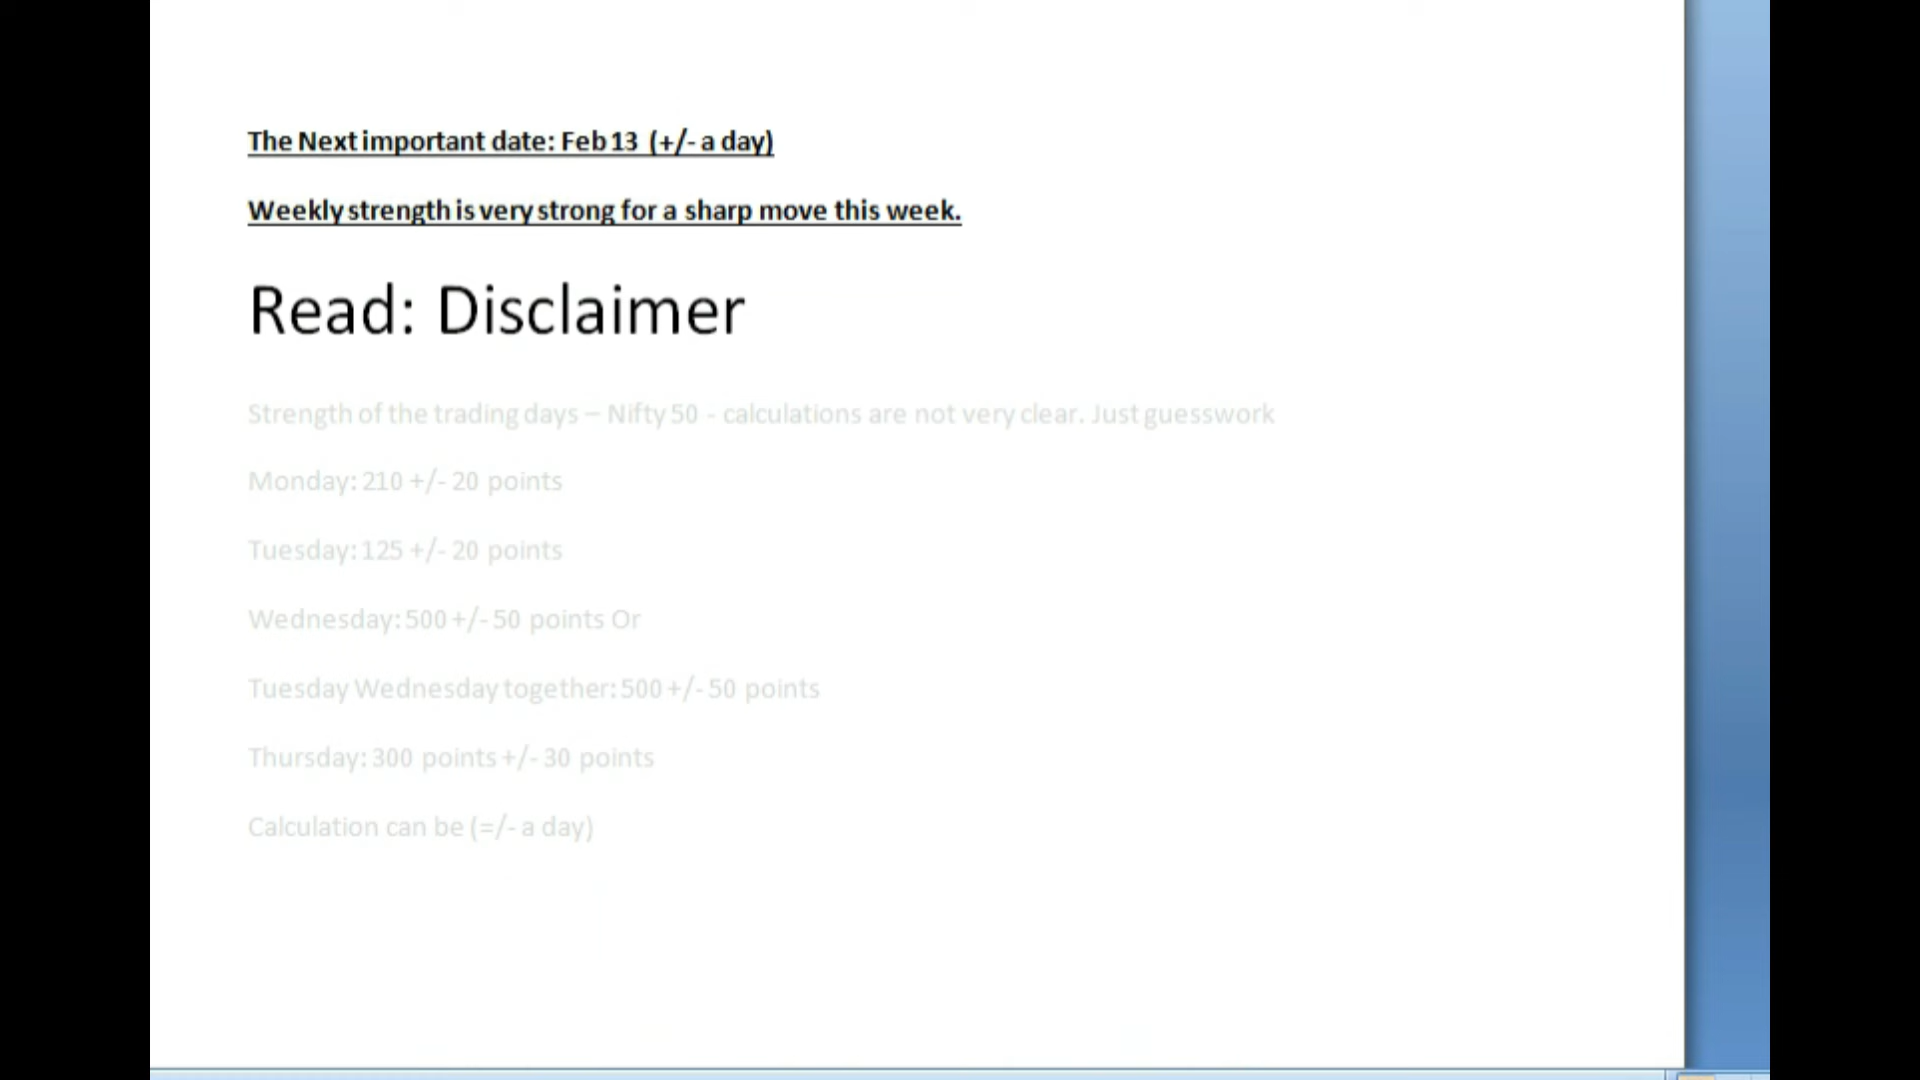 The Next important date: Feb 13 (+/- a day)
Weekly strength is very strong for a sharp move this week.
Read: Disclaimer
Strength of the trading days – Nifty 50 - calculations are not very clear. Just guesswork
Monday: 210 +/- 20 points
Tuesday: 125 +/- 20 points
Wednesday: 500 +/- 50 points Or
Tuesday Wednesday together: 500 +/- 50 points
Thursday: 300 points +/- 30 points
Calculation can be (=/- a day)